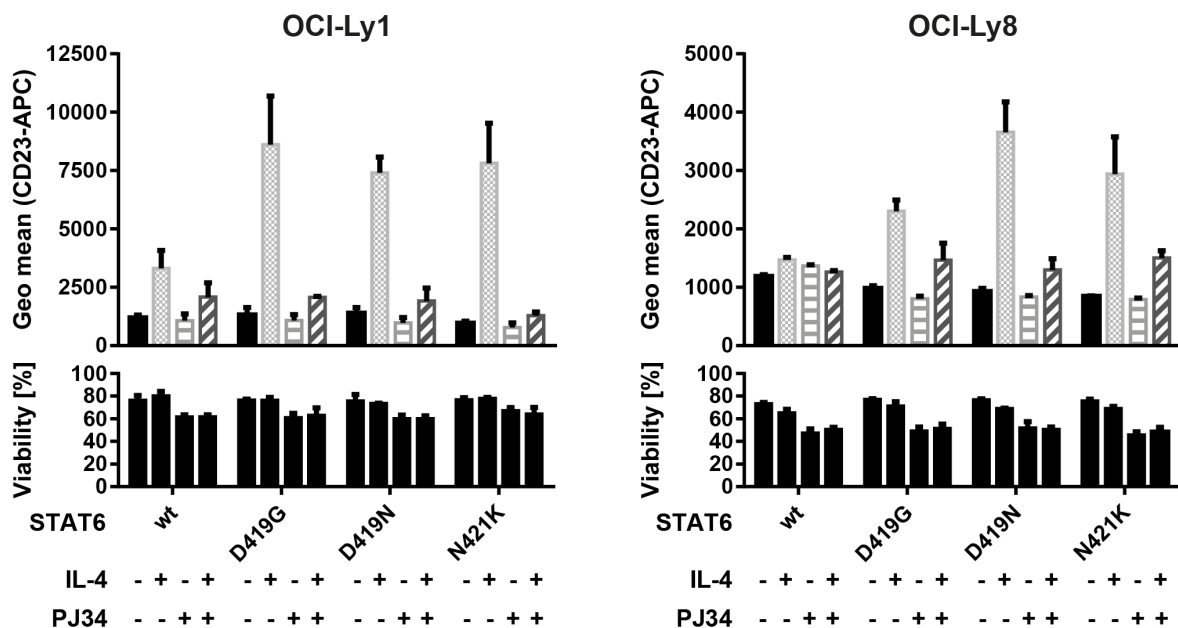 OCI-Ly1
Geo mean (CD23-APC)
12500
10000
7500
5000
2500
0
Viability [%]
100
80
60
40
20
0
STAT6
wt
D419G
D419N
N421K
IL-4
- + - + - + - + - + - + - + - +
PJ34
- - + + - - + + - - + + - - + +
OCI-Ly8
Geo mean (CD23-APC)
5000
4000
3000
2000
1000
0
Viability [%]
100
80
60
40
20
0
STAT6
wt
D419G
D419N
N421K
IL-4
- + - + - + - + - + - + - + - +
PJ34
- - + + - - + + - - + + - - + +